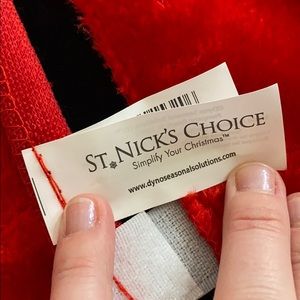 ST*NICK'S CHOICE
Simplify Your Christmas™
www.dynoseasonalsolutions.com